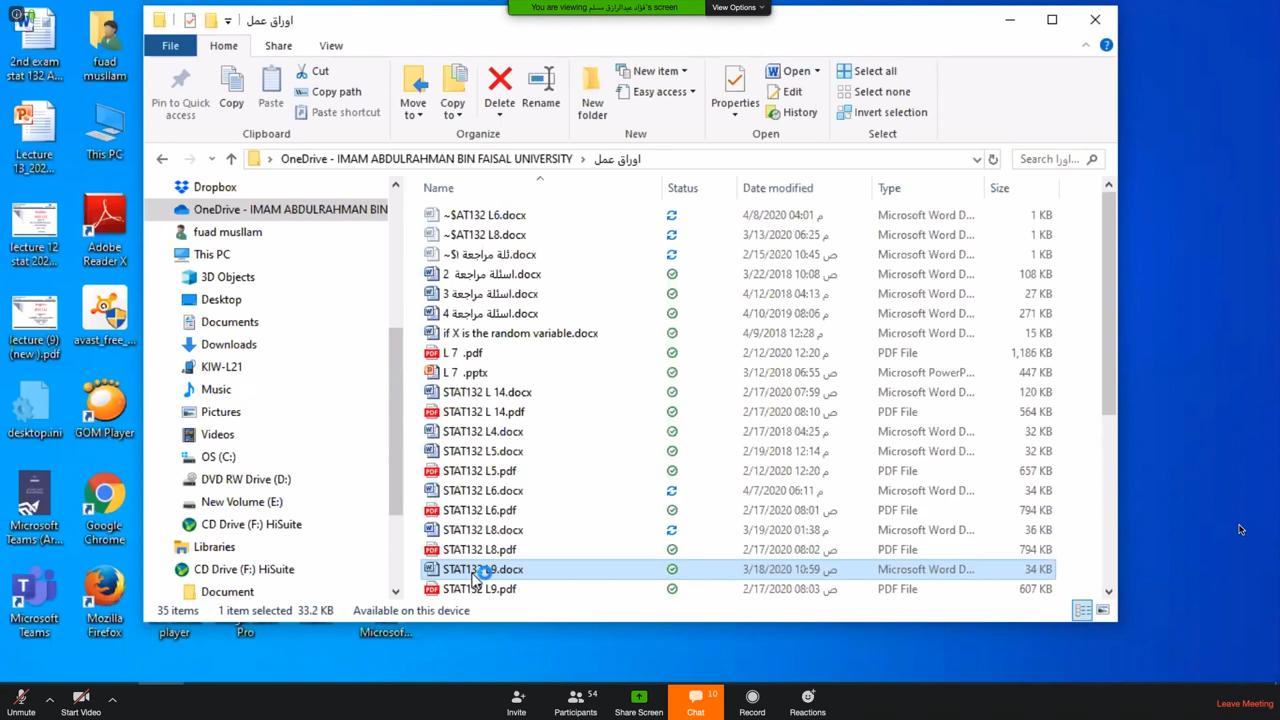 You are viewing فؤاد عبدالرازق مسلم's screen
View Options
اوراق عمل
File
Home
Share
View
Pin to Quick access
Copy
Paste
Cut
Copy path
Paste shortcut
Clipboard
Move to
Copy to
Delete
Rename
Organize
New folder
New item
Easy access
New
Properties
Open
Edit
History
Open
Select all
Select none
Invert selection
Select
OneDrive - IMAM ABDULRAHMAN BIN FAISAL UNIVERSITY > اوراق عمل
Search اورا...
Dropbox
OneDrive - IMAM ABDULRAHMAN BIN
fuad musllam
This PC
3D Objects
Desktop
Documents
Downloads
KIW-L21
Music
Pictures
Videos
OS (C:)
DVD RW Drive (D:)
New Volume (E:)
CD Drive (F:) HiSuite
Libraries
CD Drive (F:) HiSuite
Document
Name Status Date modified Type Size
~$AT132 L6.docx 4/8/2020 04:01 م Microsoft Word D... 1 KB
~$AT132 L8.docx 3/13/2020 06:25 م Microsoft Word D... 1 KB
~$ئلة مراجعة ١.docx 2/15/2020 10:45 ص Microsoft Word D... 1 KB
اسئلة مراجعة 2.docx 3/22/2018 10:08 ص Microsoft Word D... 108 KB
اسئلة مراجعة 3.docx 4/12/2018 04:13 م Microsoft Word D... 27 KB
اسئلة مراجعة 4.docx 4/10/2019 08:06 م Microsoft Word D... 271 KB
if X is the random variable.docx 4/9/2018 12:28 م Microsoft Word D... 15 KB
L 7 .pdf 2/12/2020 12:20 م PDF File 1,186 KB
L 7 .pptx 3/12/2018 06:55 ص Microsoft PowerP... 447 KB
STAT132 L 14.docx 2/17/2020 07:59 ص Microsoft Word D... 120 KB
STAT132 L 14.pdf 2/17/2020 08:10 ص PDF File 564 KB
STAT132 L4.docx 2/17/2018 04:25 م Microsoft Word D... 32 KB
STAT132 L5.docx 2/19/2018 12:14 م Microsoft Word D... 32 KB
STAT132 L5.pdf 2/12/2020 12:20 م PDF File 657 KB
STAT132 L6.docx 4/7/2020 06:11 م Microsoft Word D... 34 KB
STAT132 L6.pdf 2/17/2020 08:01 ص PDF File 794 KB
STAT132 L8.docx 3/19/2020 01:38 م Microsoft Word D... 36 KB
STAT132 L8.pdf 2/17/2020 08:02 ص PDF File 794 KB
STAT132 L9.docx 3/18/2020 10:59 ص Microsoft Word D... 34 KB
STAT132 L9.pdf 2/17/2020 08:03 ص PDF File 607 KB
35 items 1 item selected 33.2 KB Available on this device
2nd exam stat 132 A...
fuad musllam
Lecture 13_202...
This PC
lecture 12 stat 202...
Adobe Reader X
lecture (9) (new ).pdf
avast_free_...
desktop.ini
GOM Player
Microsoft Teams (Ar...
Google Chrome
Microsoft Teams
Mozilla Firefox
player
Pro
Microsof...
Unmute
Start Video
Invite
Participants 54
Share Screen
Chat 10
Record
Reactions
Leave Meeting